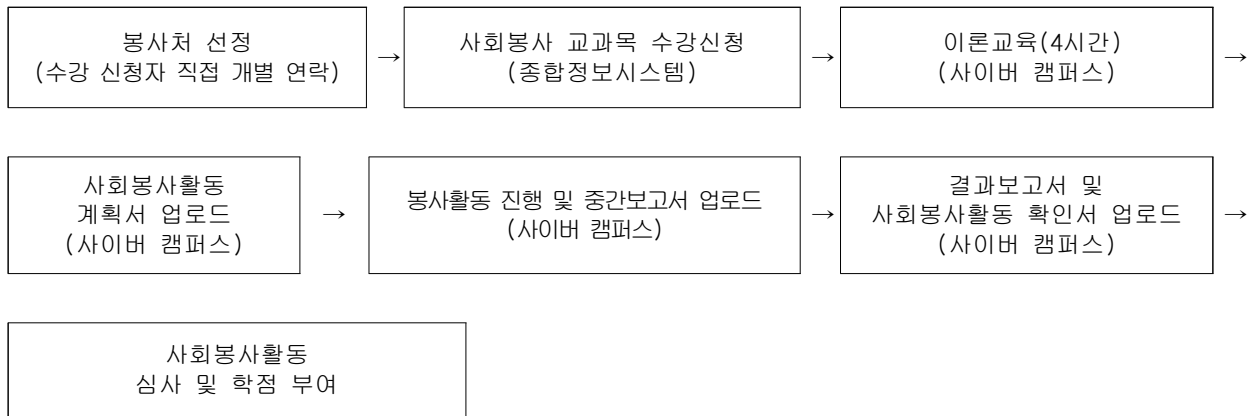 봉사처 선정
(수강 신청자 직접 개별 연락)
→
사회봉사 교과목 수강신청
(종합정보시스템)
→
이론교육(4시간)
(사이버 캠퍼스)
→
사회봉사활동
계획서 업로드
(사이버 캠퍼스)
→
봉사활동 진행 및 중간보고서 업로드
(사이버 캠퍼스)
→
결과보고서 및
사회봉사활동 확인서 업로드
(사이버 캠퍼스)
→
사회봉사활동
심사 및 학점 부여